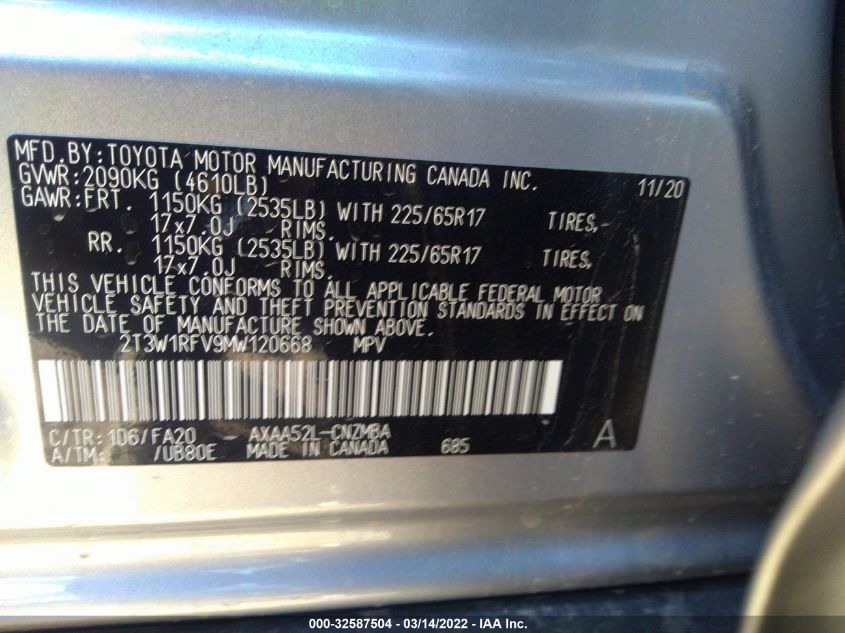 MFD.BY:TOYOTA MOTOR MANUFACTURING CANADA INC.
GVWR:2090KG (4610LB) 11/20
GAWR:FRT. 1150KG (2535LB) WITH 225/65R17 TIRES,
17x7.0J RIMS.
RR. 1150KG (2535LB) WITH 225/65R17 TIRES,
17x7.0J RIMS.
THIS VEHICLE CONFORMS TO ALL APPLICABLE FEDERAL MOTOR
VEHICLE SAFETY AND THEFT PREVENTION STANDARDS IN EFFECT ON
THE DATE OF MANUFACTURE SHOWN ABOVE.
2T3W1RFV9MW120668 MPV
C/TR:1D6/FA20 AXAA52L-CNZMBA
A/TM: /UB80E MADE IN CANADA 685 A
000-32587504 — 03/14/2022 — IAA Inc.